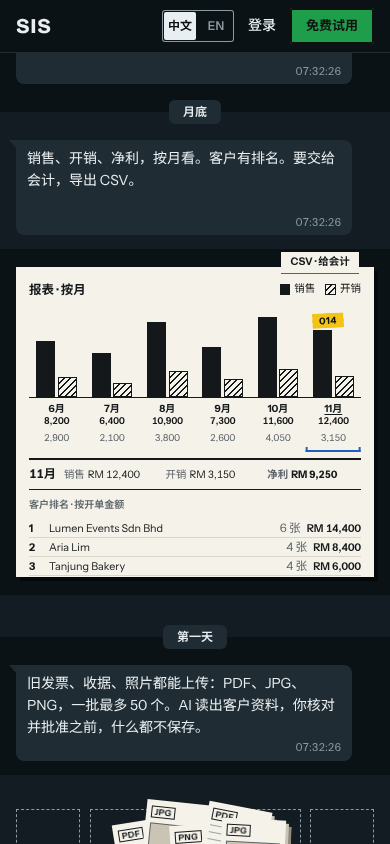 SIS
中文 EN 登录 免费试用
07:32:26
月底
销售、开销、净利，按月看。客户有排名。要交给
会计，导出 CSV。
07:32:26
CSV·给会计
报表·按月 销售 开销
014
6月 7月 8月 9月 10月 11月
8,200 6,400 10,900 7,300 11,600 12,400
2,900 2,100 3,800 2,600 4,050 3,150
11月 销售 RM 12,400 开销 RM 3,150 净利 RM 9,250
客户排名·按开单金额
1 Lumen Events Sdn Bhd 6 张 RM 14,400
2 Aria Lim 4 张 RM 8,400
3 Tanjung Bakery 4 张 RM 6,000
第一天
旧发票、收据、照片都能上传：PDF、JPG、
PNG，一批最多 50 个。AI 读出客户资料，你核对
并批准之前，什么都不保存。
07:32:26
JPG
PDF
PDF
PNG
JPG